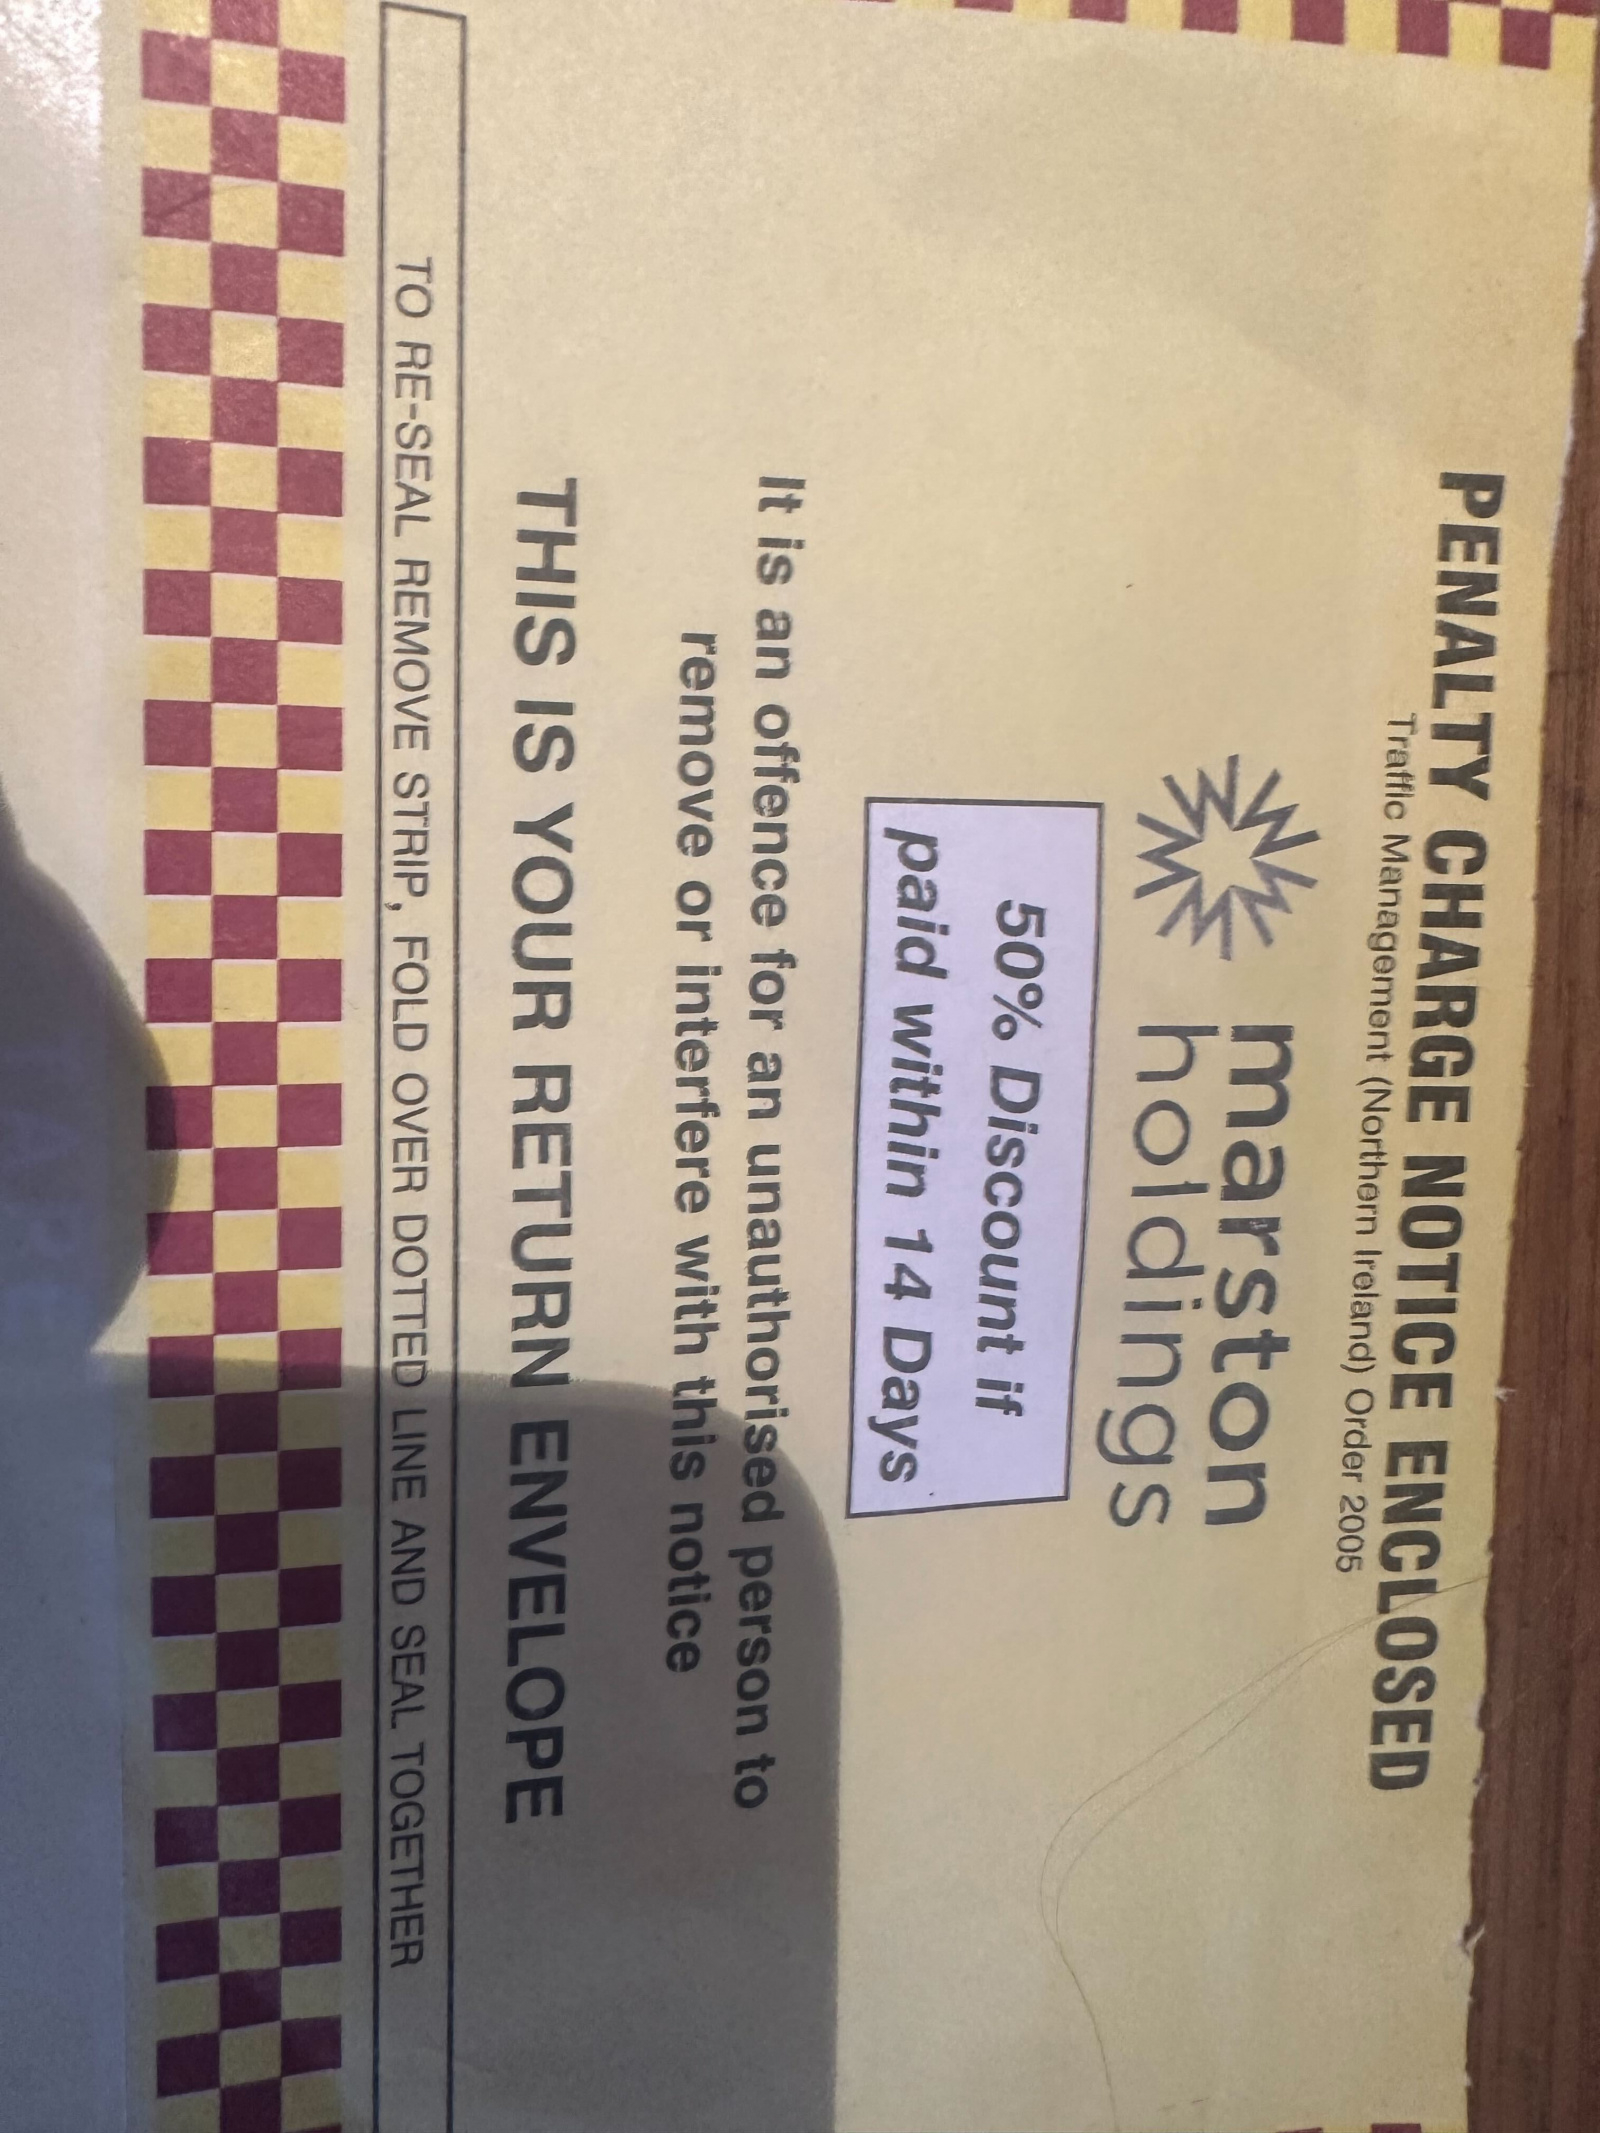 PENALTY CHARGE NOTICE ENCLOSED
Traffic Management (Northern Ireland) Order 2005
marston
holdings
50% Discount if
paid within 14 Days
It is an offence for an unauthorised person to
remove or interfere with this notice
THIS IS YOUR RETURN ENVELOPE
TO RE-SEAL REMOVE STRIP, FOLD OVER DOTTED LINE AND SEAL TOGETHER